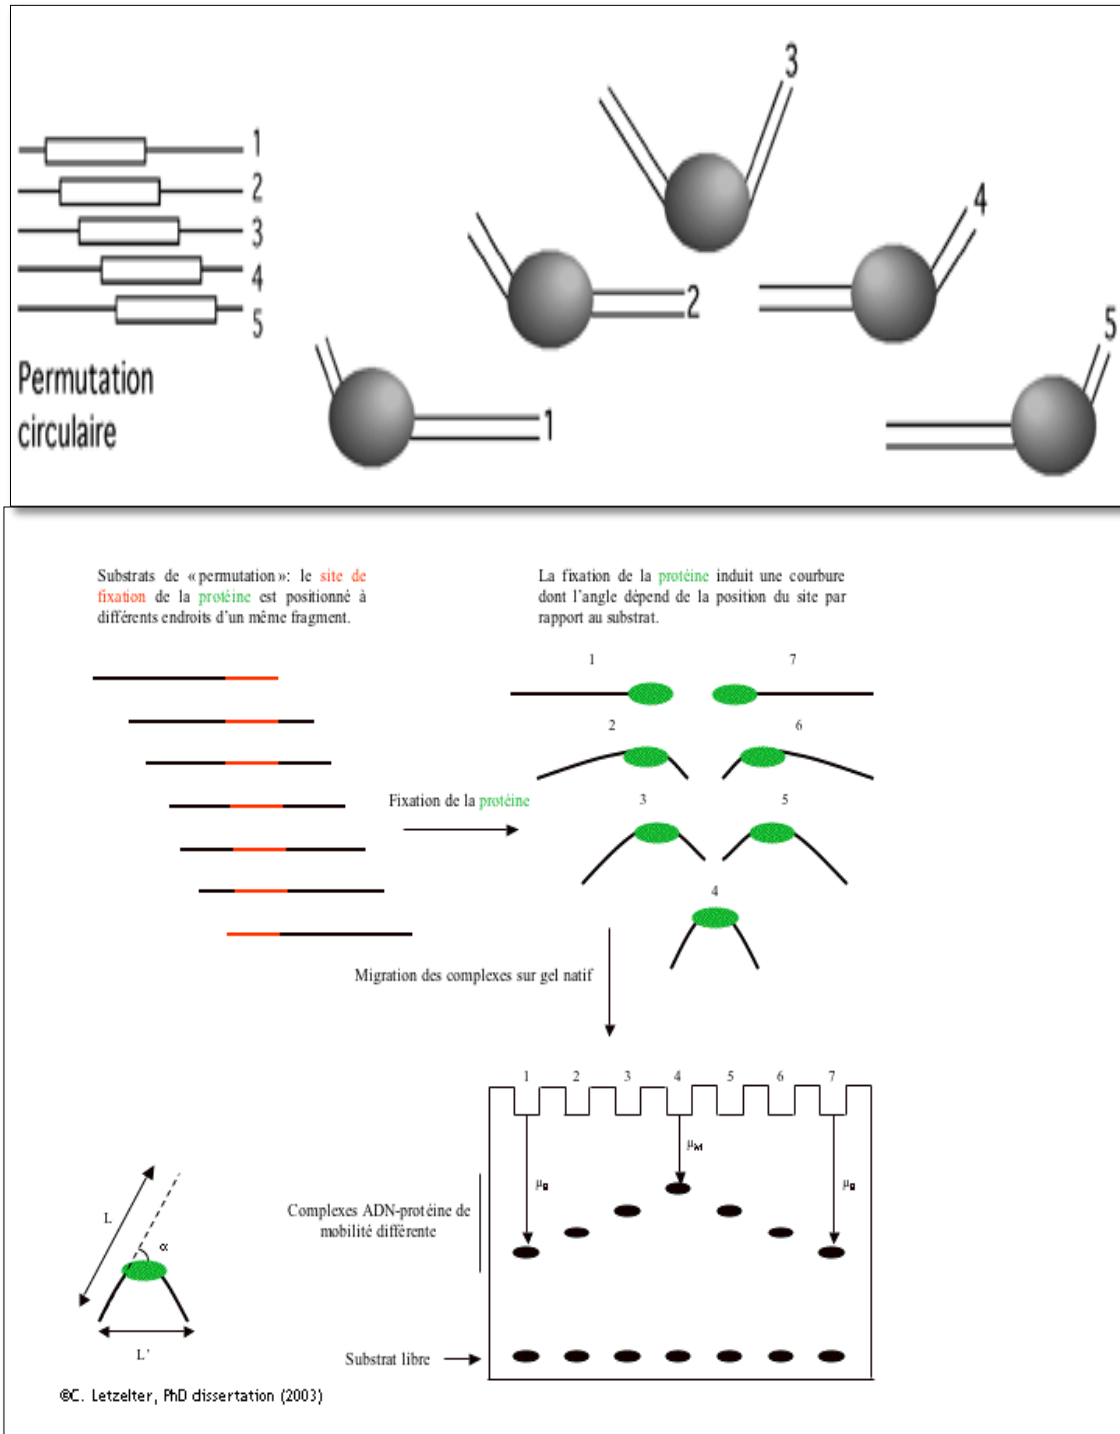 1
2
3
4
5
Permutation
circulaire
1
2
3
4
5
Substrats de « permutation »: le site de
fixation de la protéine est positionné à
différents endroits d'un même fragment.
La fixation de la protéine induit une courbure
dont l'angle dépend de la position du site par
rapport au substrat.
1
7
2
6
Fixation de la protéine
3
5
4
Migration des complexes sur gel natif
1 2 3 4 5 6 7
μM
μE
μE
Complexes ADN-protéine de
mobilité différente
L
α
L'
Substrat libre
©C. Letzelter, PhD dissertation (2003)